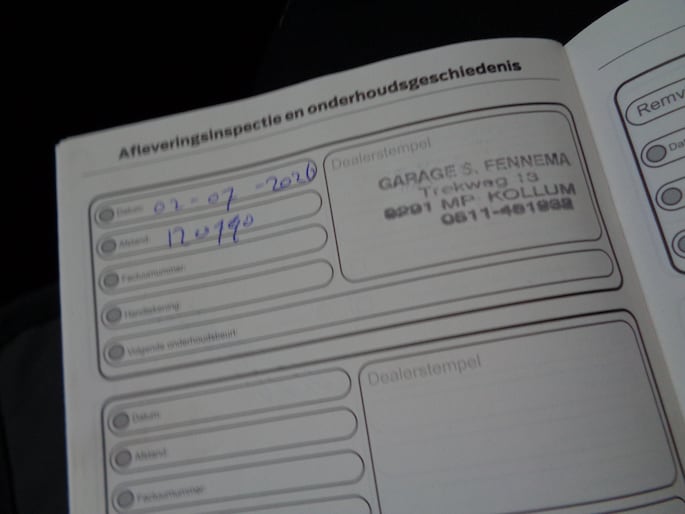 Afleveringsinspectie en onderhoudsgeschiedenis
Datum: 02-07-2020
Afstand:
Factuurnummer:
Handtekening:
Volgende onderhoudsbeurt:
Dealerstempel
GARAGE S. FENNEMA
Trekweg 13
9291 MP KOLLUM
0511-451932
Datum:
Afstand:
Factuurnummer:
Dealerstempel
Remv
Dat